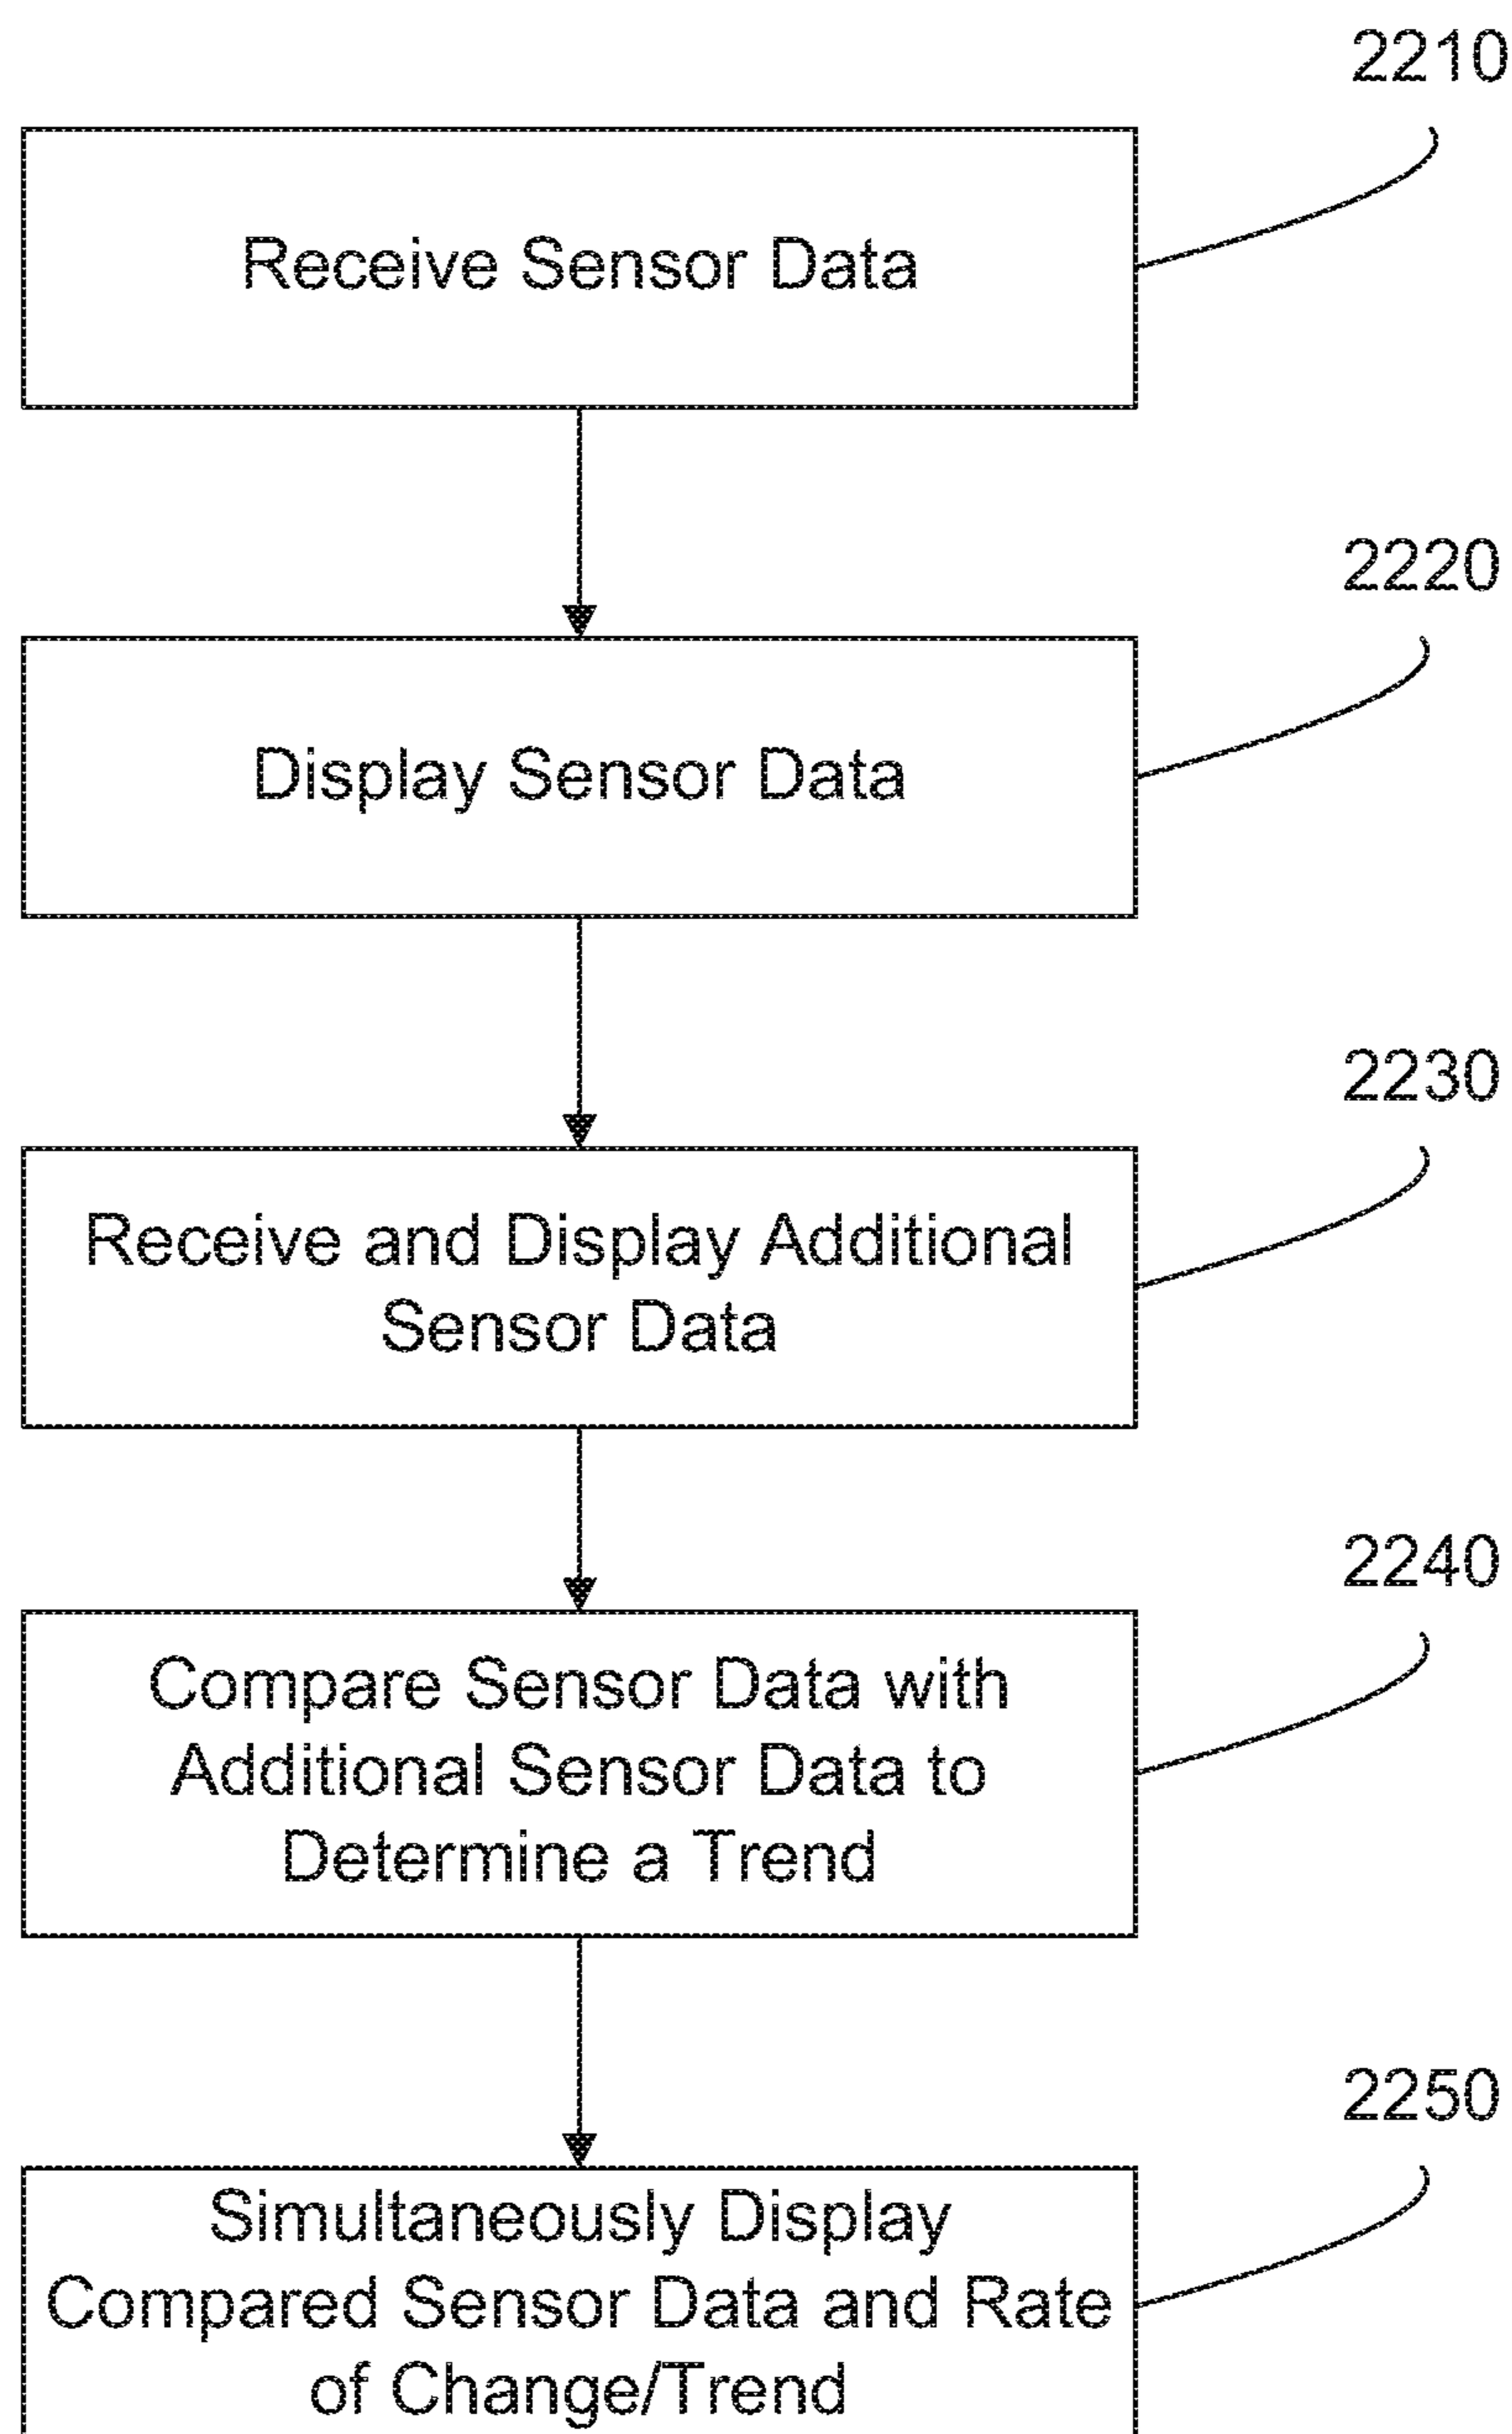 2210
Receive Sensor Data
2220
Display Sensor Data
2230
Receive and Display Additional
Sensor Data
2240
Compare Sensor Data with
Additional Sensor Data to
Determine a Trend
2250
Simultaneously Display
Compared Sensor Data and Rate
of Change/Trend